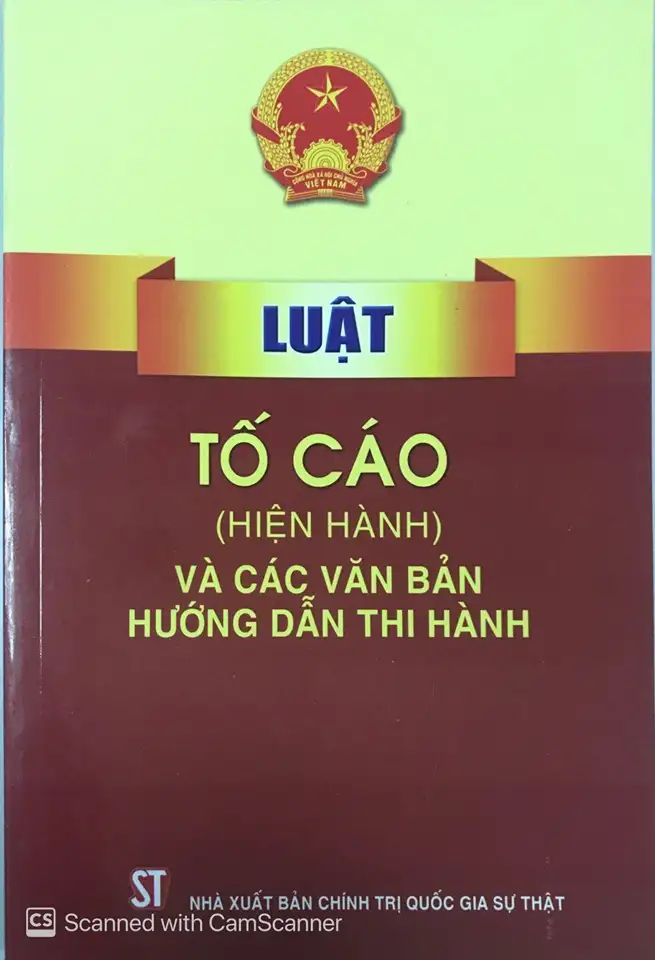 CỘNG HOÀ XÃ HỘI CHỦ NGHĨA
VIỆT NAM
LUẬT
TỐ CÁO
(HIỆN HÀNH)
VÀ CÁC VĂN BẢN
HƯỚNG DẪN THI HÀNH
ST NHÀ XUẤT BẢN CHÍNH TRỊ QUỐC GIA SỰ THẬT
CS Scanned with CamScanner